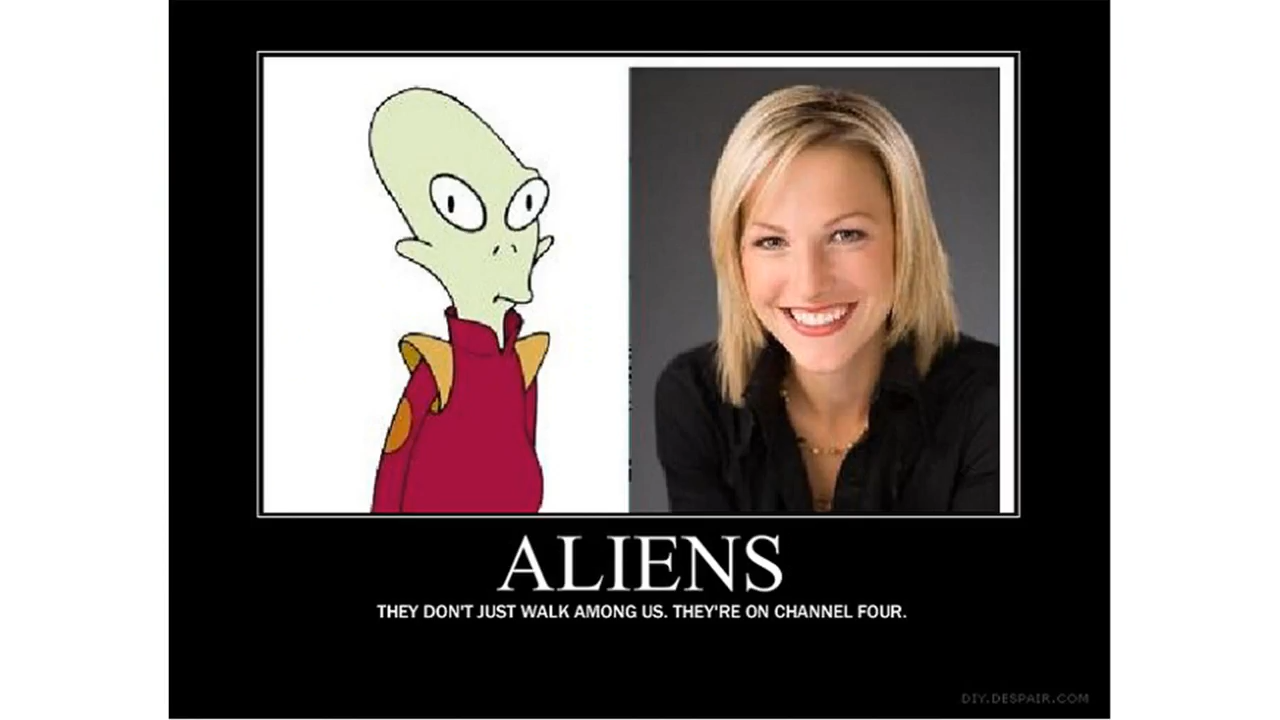 ALIENS
THEY DON'T JUST WALK AMONG US. THEY'RE ON CHANNEL FOUR.
DIY.DESPAIR.COM